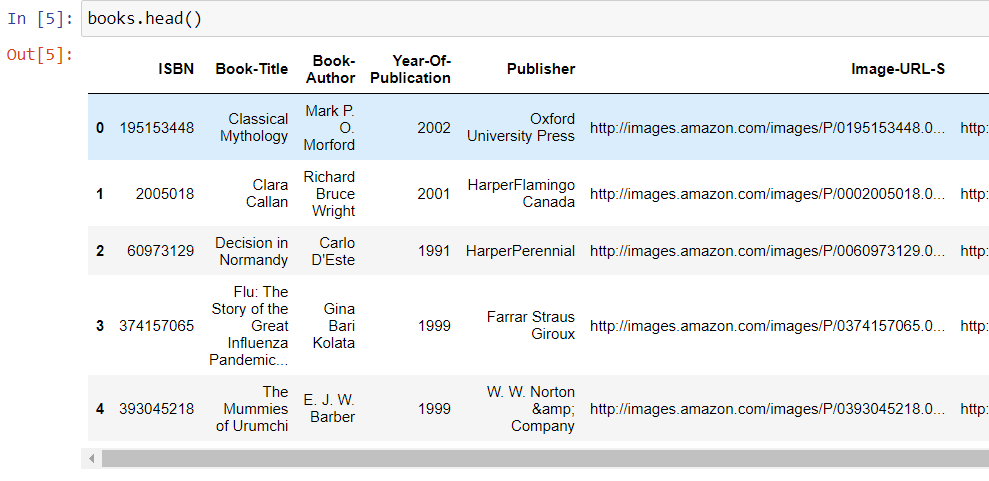 In [5]: books.head()
Out[5]:
ISBN Book-Title Book-Author Year-Of-Publication Publisher Image-URL-S
0 195153448 Classical Mythology Mark P. O. Morford 2002 Oxford University Press http://images.amazon.com/images/P/0195153448.0... http:
1 2005018 Clara Callan Richard Bruce Wright 2001 HarperFlamingo Canada http://images.amazon.com/images/P/0002005018.0... http:
2 60973129 Decision in Normandy Carlo D'Este 1991 HarperPerennial http://images.amazon.com/images/P/0060973129.0... http:
3 374157065 Flu: The Story of the Great Influenza Pandemic... Gina Bari Kolata 1999 Farrar Straus Giroux http://images.amazon.com/images/P/0374157065.0... http:
4 393045218 The Mummies of Urumchi E. J. W. Barber 1999 W. W. Norton &amp; Company http://images.amazon.com/images/P/0393045218.0... http: